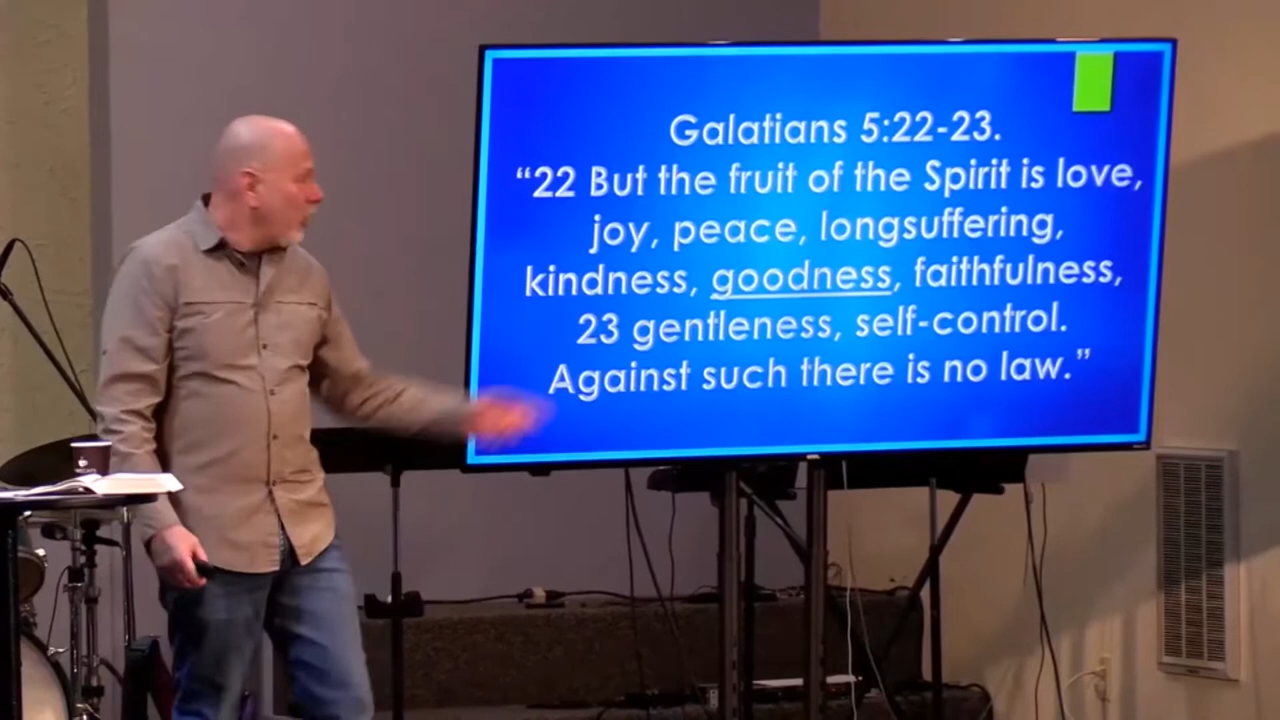 Galatians 5:22-23.
“22 But the fruit of the Spirit is love,
joy, peace, longsuffering,
kindness, goodness, faithfulness,
23 gentleness, self-control.
Against such there is no law.”